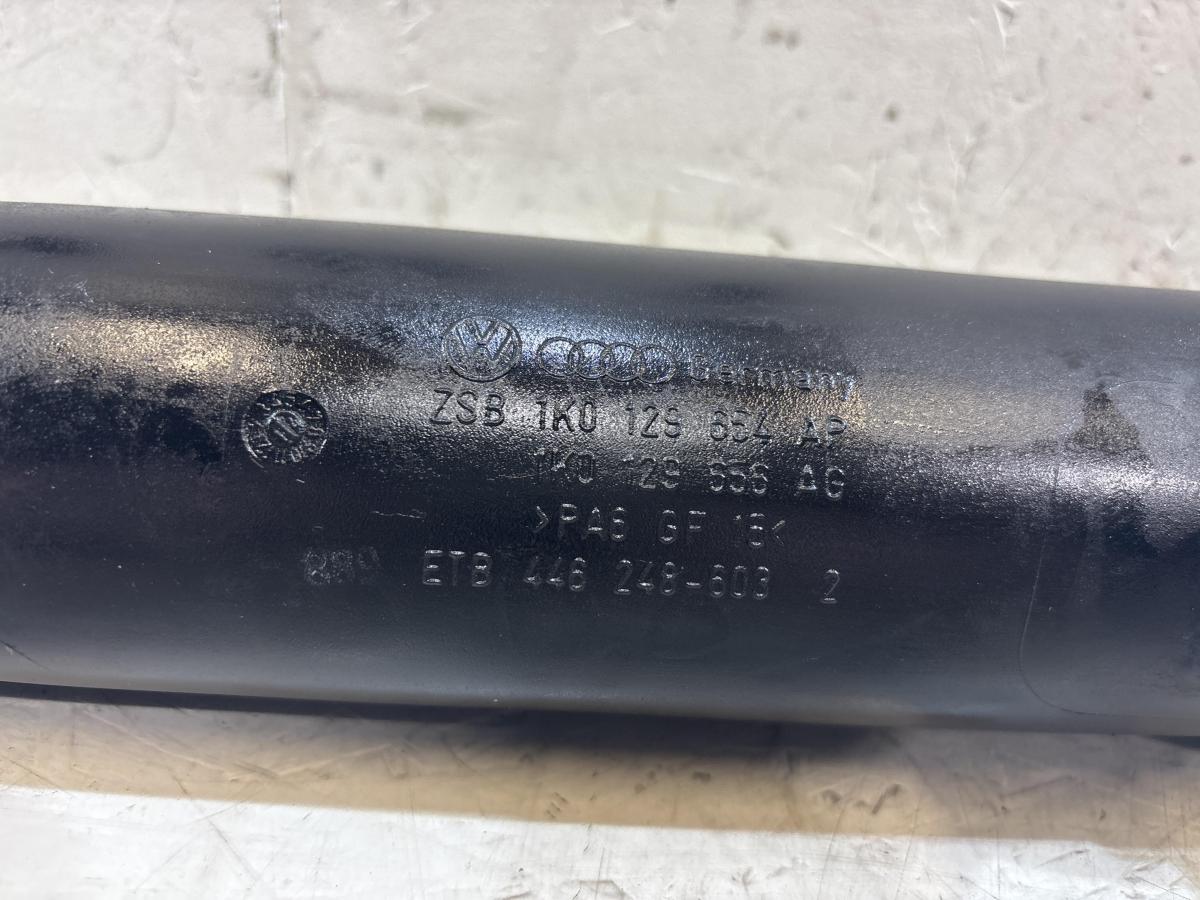 Germany
ZSB 1K0 129 654 AP
1K0 129 656 AG
>PA6 GF 15<
ETB 446 248-603 2